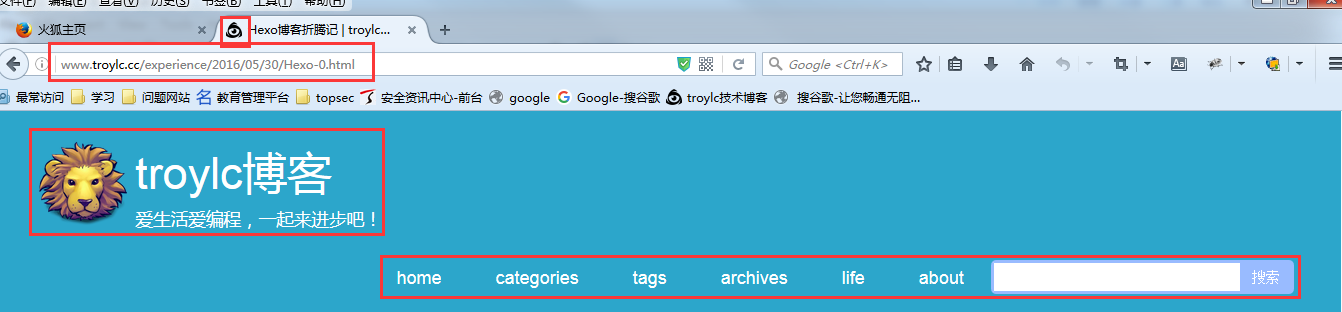 文件(F) 编辑(E) 查看(V) 历史(S) 书签(B) 工具(T) 帮助(H)
火狐主页 Hexo博客折腾记 | troylc...
www.troylc.cc/experience/2016/05/30/Hexo-0.html Google <Ctrl+K> Aa
最常访问 学习 问题网站 名 教育管理平台 topsec 安全资讯中心-前台 google G Google-搜谷歌 troylc技术博客 搜谷歌-让您畅通无阻...
troylc博客
爱生活爱编程，一起来进步吧！
home categories tags archives life about 搜索